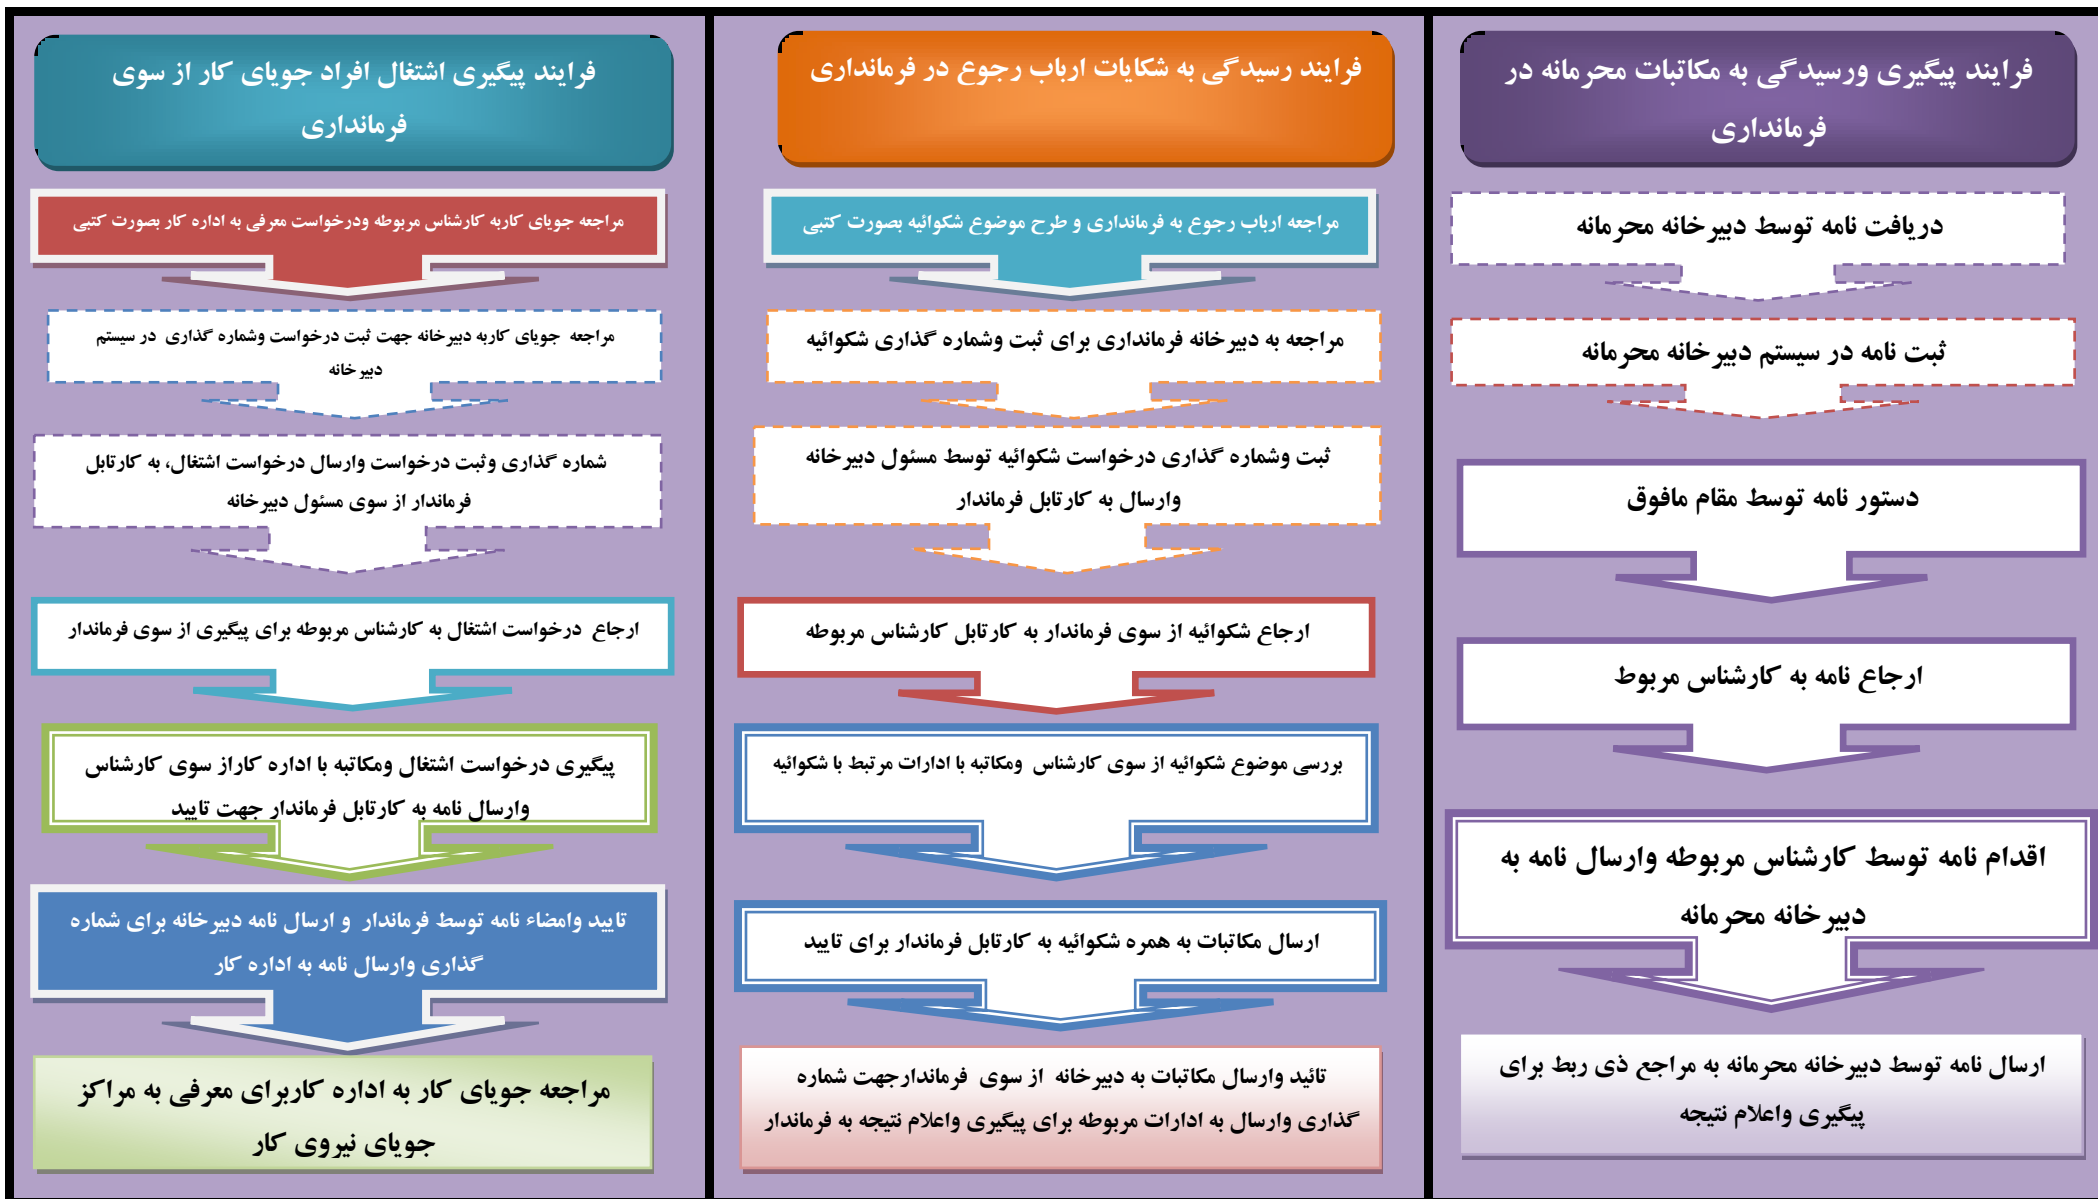 فرایند پیگیری ورسیدگی به مکاتبات محرمانه در
فرمانداری
دریافت نامه توسط دبیرخانه محرمانه
ثبت نامه در سیستم دبیرخانه محرمانه
دستور نامه توسط مقام مافوق
ارجاع نامه به کارشناس مربوط
اقدام نامه توسط کارشناس مربوطه وارسال نامه به
دبیرخانه محرمانه
ارسال نامه توسط دبیرخانه محرمانه به مراجع ذی ربط برای
پیگیری واعلام نتیجه
فرایند رسیدگی به شکایات ارباب رجوع در فرمانداری
مراجعه ارباب رجوع به فرمانداری و طرح موضوع شکوائیه بصورت کتبی
مراجعه به دبیرخانه فرمانداری برای ثبت وشماره گذاری شکوائیه
ثبت وشماره گذاری درخواست شکوائیه توسط مسئول دبیرخانه
وارسال به کارتابل فرماندار
ارجاع شکوائیه از سوی فرماندار به کارتابل کارشناس مربوطه
بررسی موضوع شکوائیه از سوی کارشناس ومکاتبه با ادارات مرتبط با شکوائیه
ارسال مکاتبات به همره شکوائیه به کارتابل فرماندار برای تایید
تائید وارسال مکاتبات به دبیرخانه از سوی فرماندارجهت شماره
گذاری وارسال به ادارات مربوطه برای پیگیری واعلام نتیجه به فرماندار
فرایند پیگیری اشتغال افراد جویای کار از سوی
فرمانداری
مراجعه جویای کاربه کارشناس مربوطه ودرخواست معرفی به اداره کار بصورت کتبی
مراجعه جویای کاربه دبیرخانه جهت ثبت درخواست وشماره گذاری در سیستم
دبیرخانه
شماره گذاری وثبت درخواست وارسال درخواست اشتغال، به کارتابل
فرماندار از سوی مسئول دبیرخانه
ارجاع درخواست اشتغال به کارشناس مربوطه برای پیگیری از سوی فرماندار
پیگیری درخواست اشتغال ومکاتبه با اداره کاراز سوی کارشناس
وارسال نامه به کارتابل فرماندار جهت تایید
تایید وامضاء نامه توسط فرماندار و ارسال نامه دبیرخانه برای شماره
گذاری وارسال نامه به اداره کار
مراجعه جویای کار به اداره کاربرای معرفی به مراکز
جویای نیروی کار